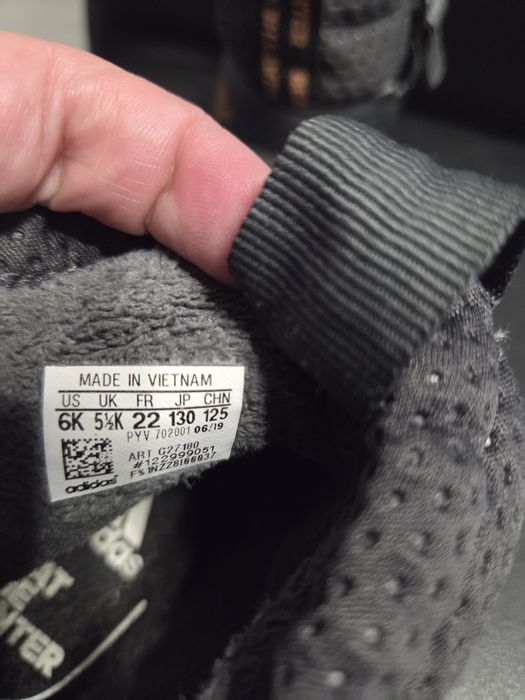 MADE IN VIETNAM
US UK FR JP CHN
6K 5½K 22 130 125
PYV 702001 06/19
ART G27180
#122999051
F%1NZZ8I00037
adidas